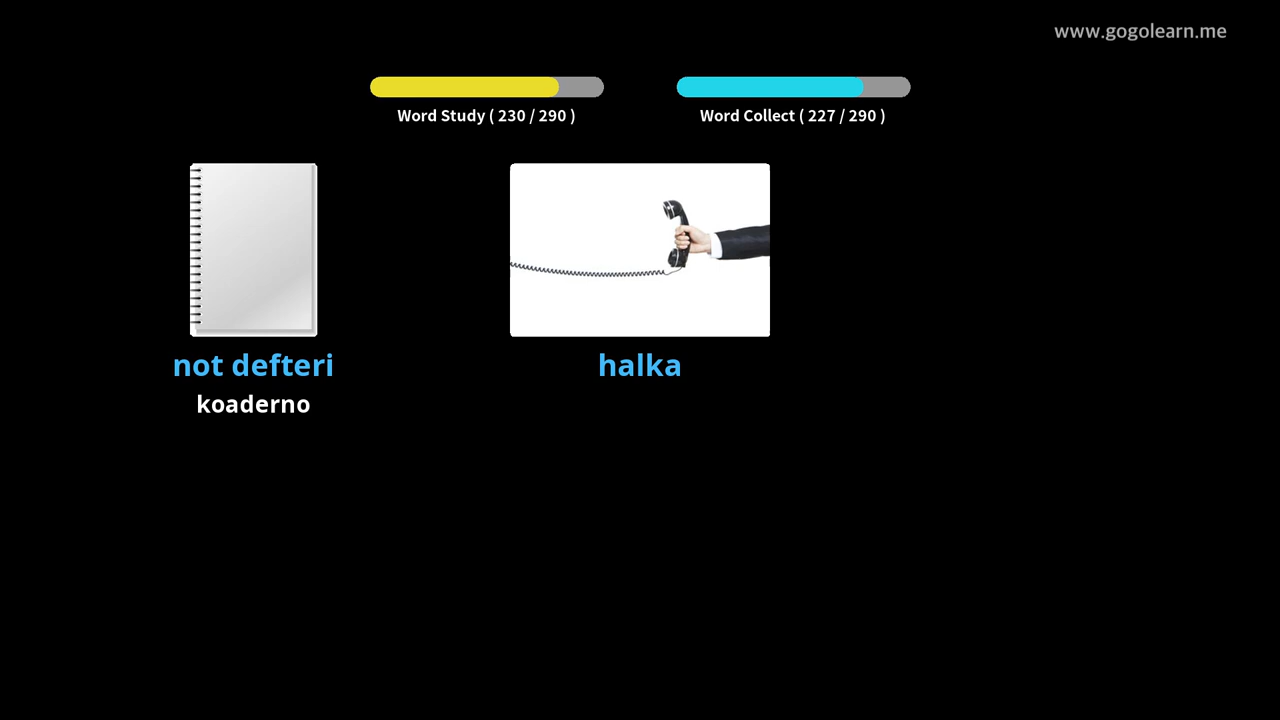 www.gogolearn.me
Word Study ( 230 / 290 )
Word Collect ( 227 / 290 )
not defteri
koaderno
halka